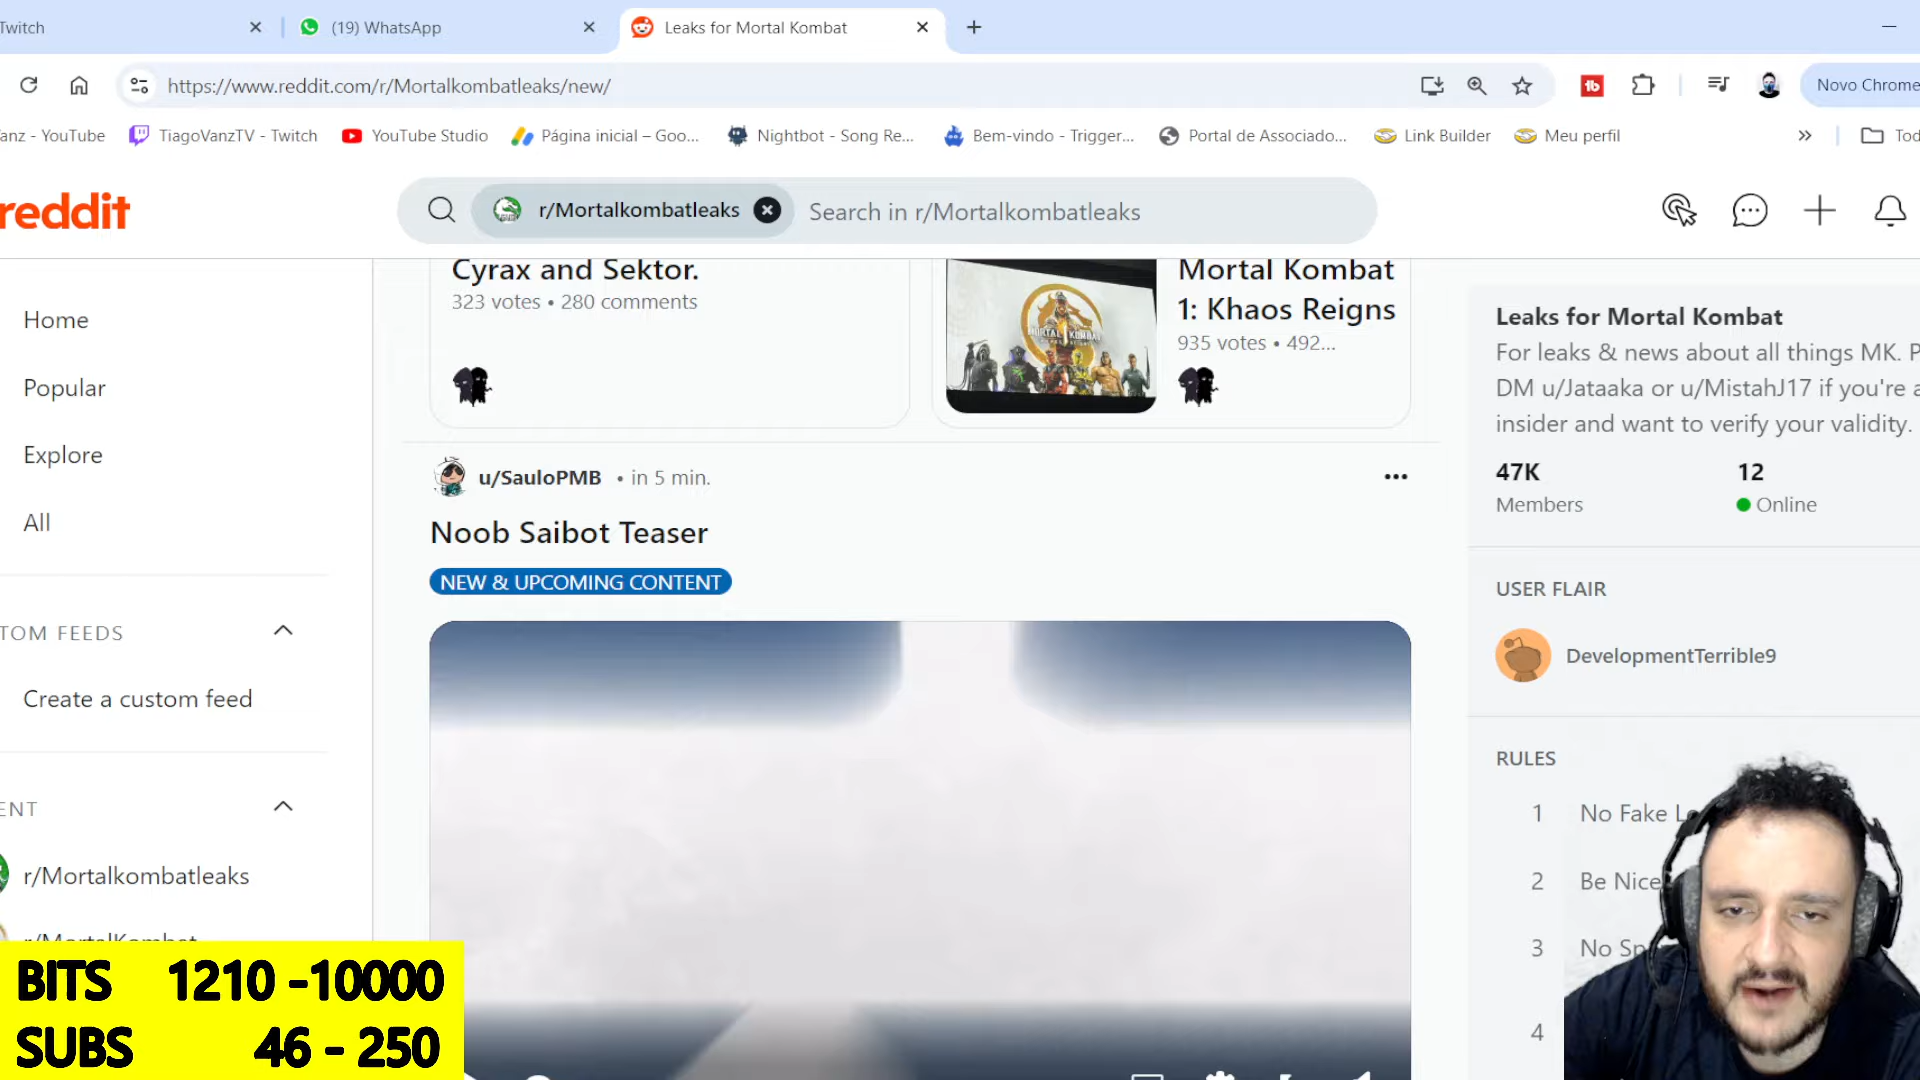 Twitch
(19) WhatsApp
Leaks for Mortal Kombat
https://www.reddit.com/r/Mortalkombatleaks/new/
Novo Chrome
anz - YouTube
TiagoVanzTV - Twitch
YouTube Studio
Página inicial – Goo...
Nightbot - Song Re...
Bem-vindo - Trigger...
Portal de Associado...
Link Builder
Meu perfil
Tod
reddit
r/Mortalkombatleaks
Search in r/Mortalkombatleaks
Home
Popular
Explore
All
TOM FEEDS
Create a custom feed
ENT
r/Mortalkombatleaks
r/MortalKombat
Cyrax and Sektor.
323 votes • 280 comments
Mortal Kombat
1: Khaos Reigns
935 votes • 492...
MORTAL KOMBAT
u/SauloPMB • in 5 min.
Noob Saibot Teaser
NEW & UPCOMING CONTENT
Leaks for Mortal Kombat
For leaks & news about all things MK. P
DM u/Jataaka or u/MistahJ17 if you're a
insider and want to verify your validity.
47K
Members
12
Online
USER FLAIR
DevelopmentTerrible9
RULES
1 No Fake Le
2 Be Nice
3 No Sp
4
BITS 1210 -10000
SUBS 46 - 250